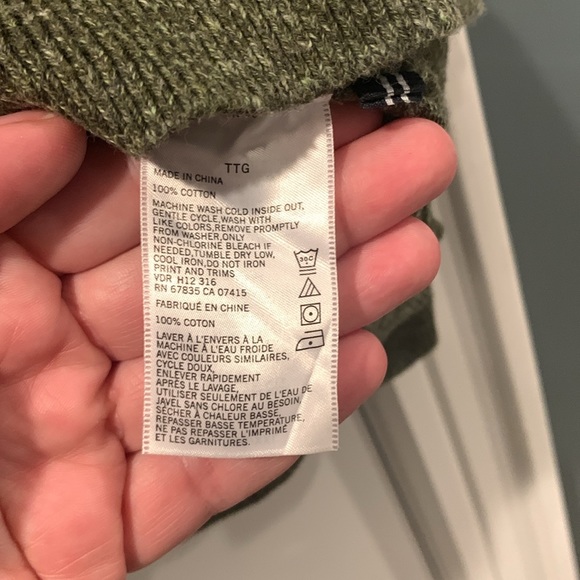 TTG
MADE IN CHINA
100% COTTON
MACHINE WASH COLD INSIDE OUT,
GENTLE CYCLE,WASH WITH
LIKE COLORS,REMOVE PROMPTLY
FROM WASHER,ONLY
NON-CHLORINE BLEACH IF
NEEDED,TUMBLE DRY LOW,
COOL IRON,DO NOT IRON
PRINT AND TRIMS
VDR H12 316
RN 67835 CA 07415
FABRIQUÉ EN CHINE
100% COTON
LAVER À L'ENVERS À LA
MACHINE À L'EAU FROIDE
AVEC COULEURS SIMILAIRES,
CYCLE DOUX,
ENLEVER RAPIDEMENT
APRÈS LE LAVAGE,
UTILISER SEULEMENT DE L'EAU DE
JAVEL SANS CHLORE AU BESOIN,
SÉCHER À CHALEUR BASSE,
REPASSER BASSE TEMPÉRATURE,
NE PAS REPASSER L'IMPRIMÉ
ET LES GARNITURES.
30C